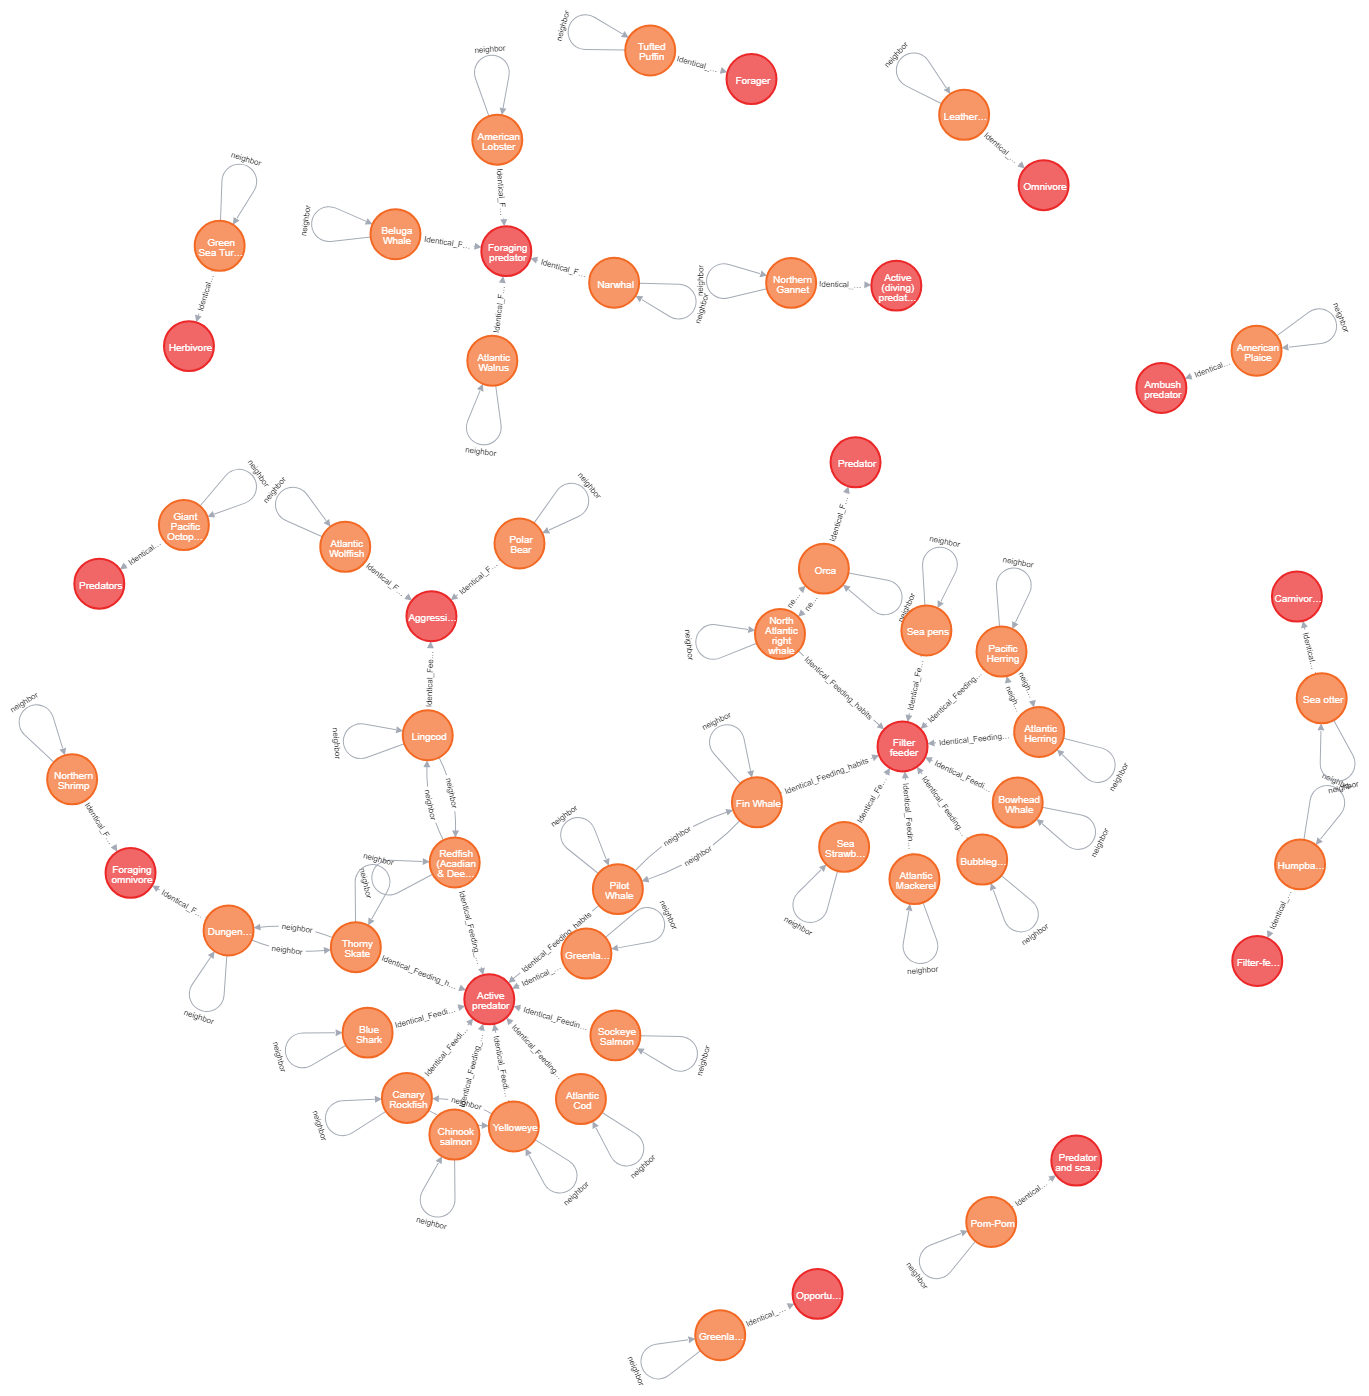 neighbor
Tufted
Puffin
Identical_...
Forager
neighbor
American
Lobster
Identical_F...
neighbor
Leather...
Identical_...
Omnivore
neighbor
Green
Sea Tur...
Identical...
Herbivore
neighbor
Beluga
Whale
Identical_F...
Foraging
predator
Identical_F...
Narwhal
neighbor
neighbor
Northern
Gannet
Identical_...
Active
(diving)
predat...
Identical_F...
Atlantic
Walrus
neighbor
neighbor
American
Plaice
Identical...
Ambush
predator
neighbor
Giant
Pacific
Octop...
Identical...
Predators
neighbor
Atlantic
Wolffish
Identical_F...
neighbor
Polar
Bear
Identical_F...
Aggressi...
Identical_Fee...
neighbor
Lingcod
neighbor
neighbor
Predator
Identical_F...
Orca
neighbor
ne...
ne...
neighbor
North
Atlantic
right
whale
Identical_Feeding_habits
neighbor
Sea pens
Identical_Fe...
neighbor
Pacific
Herring
Identical_Feeding...
neigh...
neigh...
Atlantic
Herring
Identical_Feeding...
neighbor
Filter
feeder
Identical_Feedi...
Bowhead
Whale
neighbor
Identical_Feeding...
Bubbleg...
neighbor
Identical_Feedin...
Atlantic
Mackerel
neighbor
Identical_Fe...
Sea
Strawb...
neighbor
neighbor
Fin Whale
Identical_Feeding_habits
neighbor
neighbor
neighbor
Pilot
Whale
Identical_Feeding_habits
Carnivor...
Identical...
Sea otter
neighbor
neighbor
Humpba...
Identical...
Filter-fe...
neighbor
Northern
Shrimp
Identical_F...
Foraging
omnivore
Identical_F...
Dungen...
neighbor
neighbor
neighbor
Thorny
Skate
neighbor
neighbor
Redfish
(Acadian
& Dee...
Identical_Feeding...
Identical_Feeding_h...
neighbor
Greenla...
Identical_...
Active
predator
Blue
Shark
neighbor
Identical_Feedi...
Identical_Feedin...
Sockeye
Salmon
neighbor
Identical_Feedi...
Canary
Rockfish
neighbor
Identical_Feeding_...
Chinook
salmon
neighbor
neighbor
Identical_Feedi...
Yelloweye
neighbor
Identical_Feeding...
Atlantic
Cod
neighbor
Predator
and sca...
Identical...
Pom-Pom
neighbor
Opportu...
Identical_...
Greenla...
neighbor